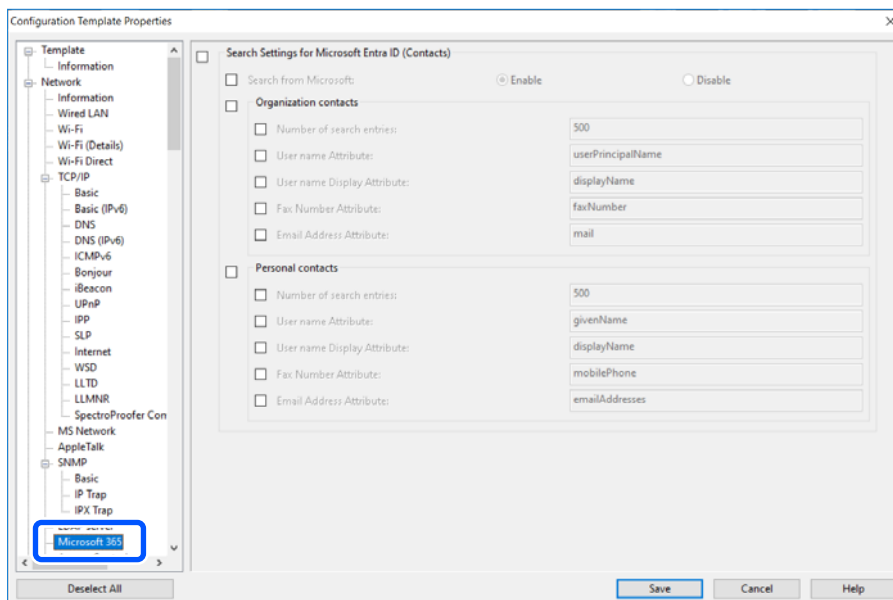 Configuration Template Properties
Template
Information
Network
Information
Wired LAN
Wi-Fi
Wi-Fi (Details)
Wi-Fi Direct
TCP/IP
Basic
Basic (IPv6)
DNS
DNS (IPv6)
ICMPv6
Bonjour
iBeacon
UPnP
IPP
SLP
Internet
WSD
LLTD
LLMNR
SpectroProofer Con
MS Network
AppleTalk
SNMP
Basic
IP Trap
IPX Trap
Microsoft 365
Search Settings for Microsoft Entra ID (Contacts)
Search from Microsoft: Enable Disable
Organization contacts
Number of search entries: 500
User name Attribute: userPrincipalName
User name Display Attribute: displayName
Fax Number Attribute: faxNumber
Email Address Attribute: mail
Personal contacts
Number of search entries: 500
User name Attribute: givenName
User name Display Attribute: displayName
Fax Number Attribute: mobilePhone
Email Address Attribute: emailAddresses
Deselect All Save Cancel Help